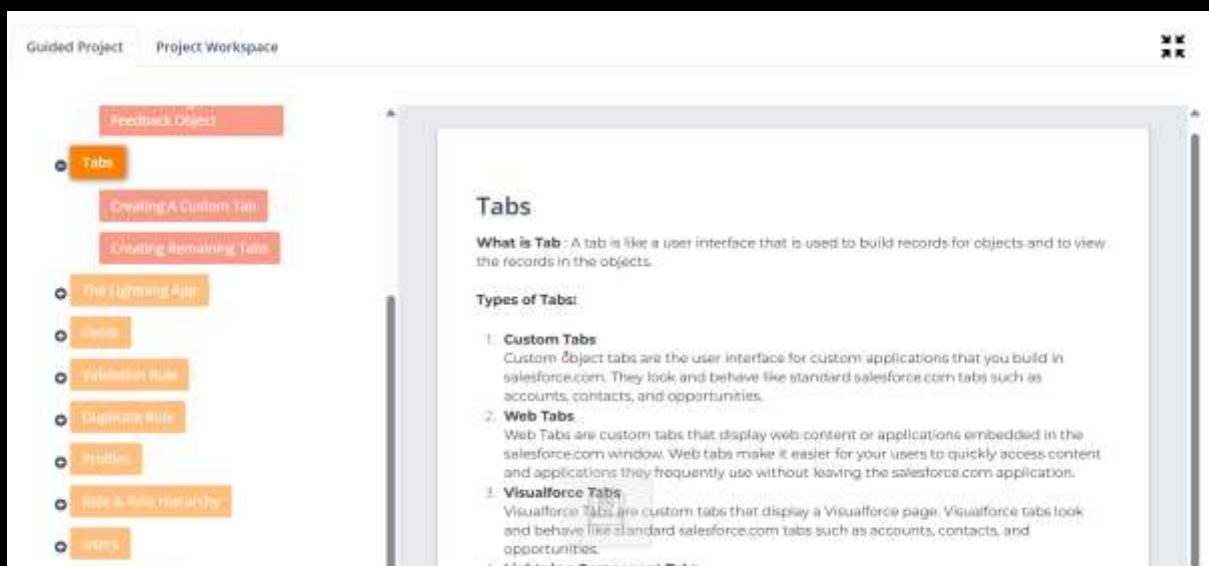 Guided Project
Project Workspace
Feedback Object
Tabs
Creating A Custom Tab
Creating Remaining Tabs
The Lightning App
Fields
Validation Rule
Duplicate Rule
Profiles
Role & Role Hierarchy
Users
Tabs
What is Tab : A tab is like a user interface that is used to build records for objects and to view
the records in the objects.
Types of Tabs:
1. Custom Tabs
Custom object tabs are the user interface for custom applications that you build in
salesforce.com. They look and behave like standard salesforce.com tabs such as
accounts, contacts, and opportunities.
2. Web Tabs
Web Tabs are custom tabs that display web content or applications embedded in the
salesforce.com window. Web tabs make it easier for your users to quickly access content
and applications they frequently use without leaving the salesforce.com application.
3. Visualforce Tabs
Visualforce Tabs are custom tabs that display a Visualforce page. Visualforce tabs look
and behave like standard salesforce.com tabs such as accounts, contacts, and
opportunities.
4. Lightning Component Tabs